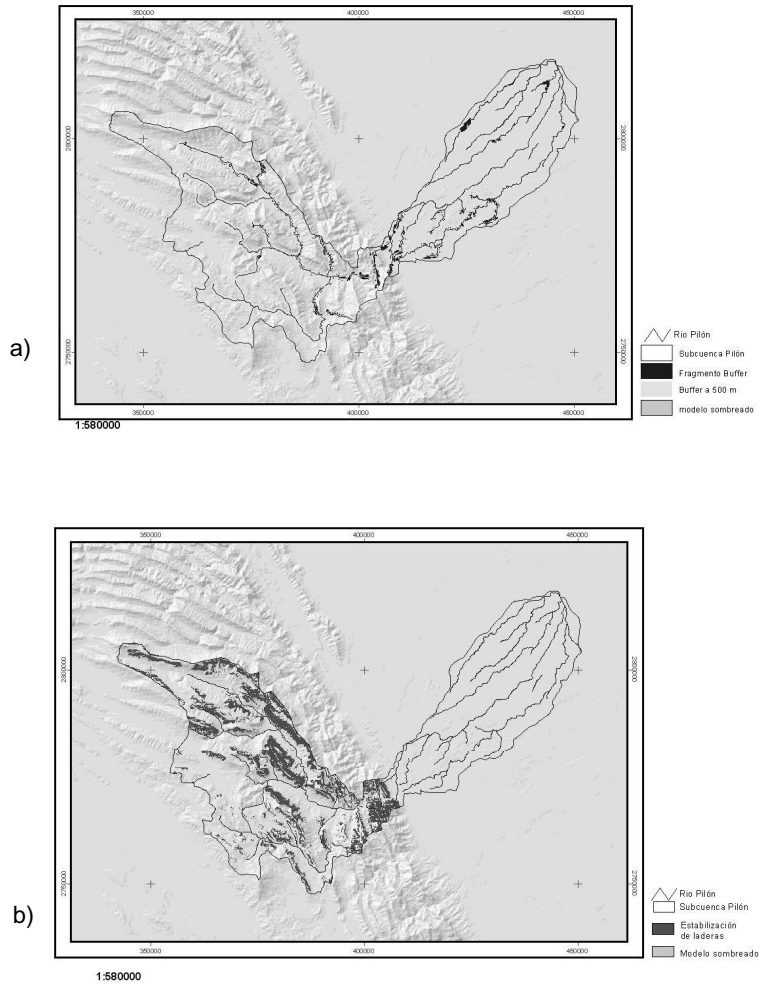 350000 400000 450000
2800000 2800000
2750000 2750000
a)
Rio Pilón
Subcuenca Pilón
Fragmento Buffer
Buffer a 500 m
modelo sombreado
350000 400000 450000
1:580000
350000 400000 450000
2800000 2800000
2750000 2750000
b)
Rio Pilón
Subcuenca Pilón
Estabilización
de laderas
Modelo sombreado
350000 400000 450000
1:580000